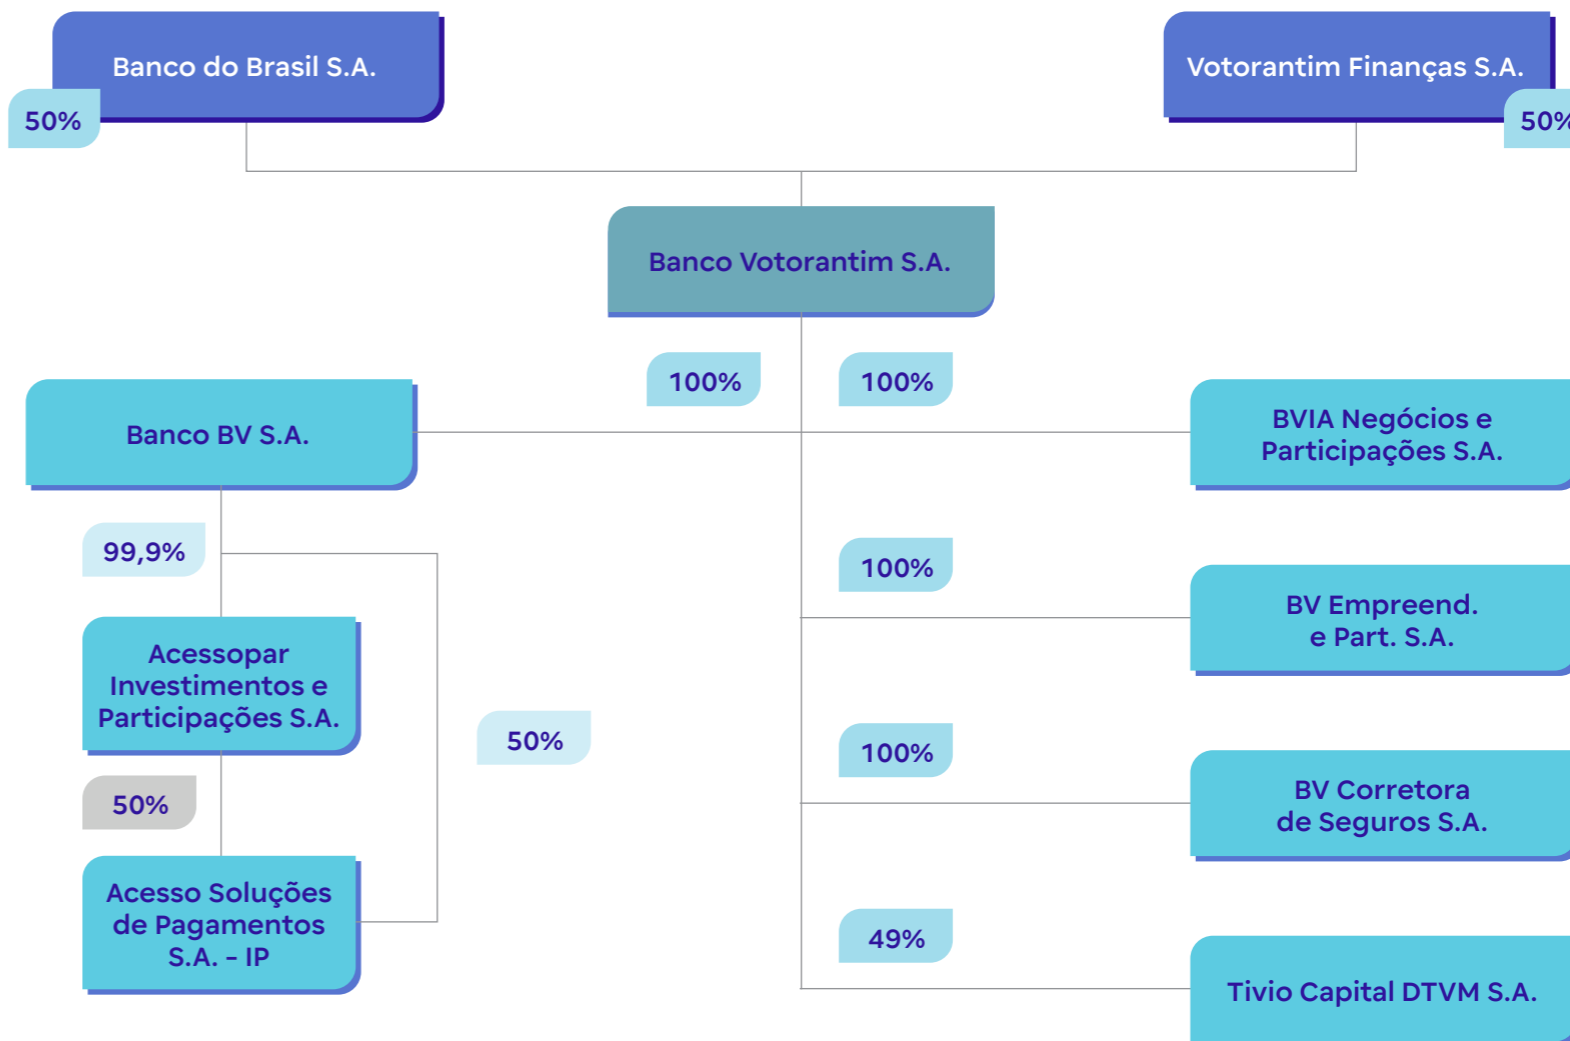 Banco do Brasil S.A.
Votorantim Finanças S.A.
50%
50%
Banco Votorantim S.A.
100%
100%
Banco BV S.A.
BVIA Negócios e
Participações S.A.
99,9%
100%
BV Empreend.
e Part. S.A.
Acessopar
Investimentos e
Participações S.A.
50%
100%
50%
BV Corretora
de Seguros S.A.
Acesso Soluções
de Pagamentos
S.A. - IP
49%
Tivio Capital DTVM S.A.